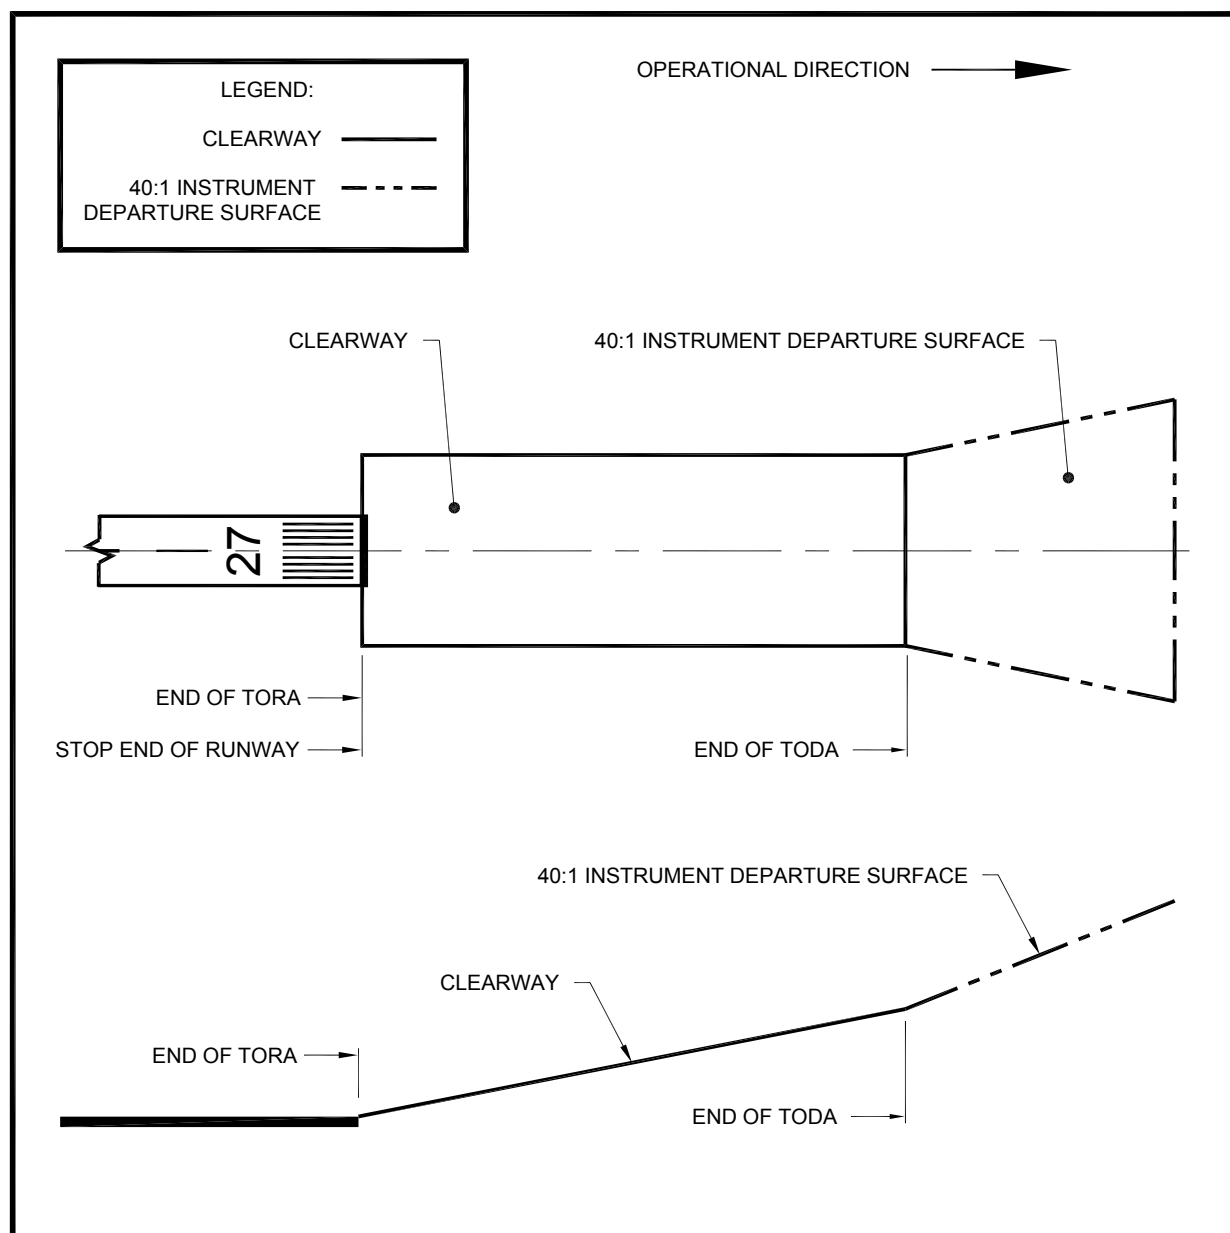 OPERATIONAL DIRECTION
LEGEND:
CLEARWAY
40:1 INSTRUMENT
DEPARTURE SURFACE
CLEARWAY
40:1 INSTRUMENT DEPARTURE SURFACE
27
END OF TORA
STOP END OF RUNWAY
END OF TODA
40:1 INSTRUMENT DEPARTURE SURFACE
CLEARWAY
END OF TORA
END OF TODA